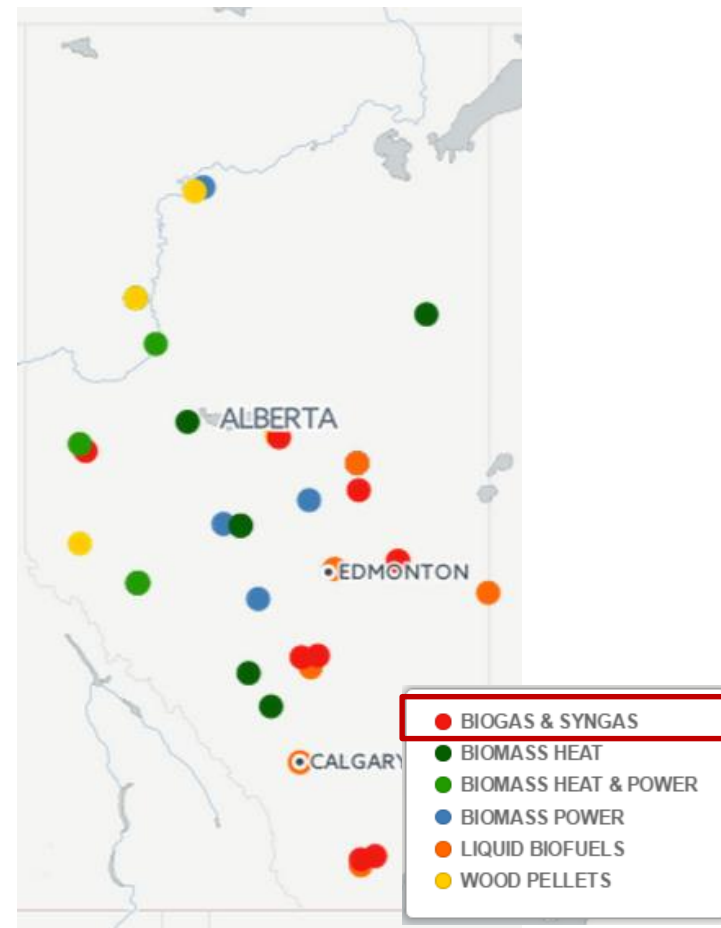 ALBERTA
EDMONTON
CALGARY
BIOGAS & SYNGAS
BIOMASS HEAT
BIOMASS HEAT & POWER
BIOMASS POWER
LIQUID BIOFUELS
WOOD PELLETS